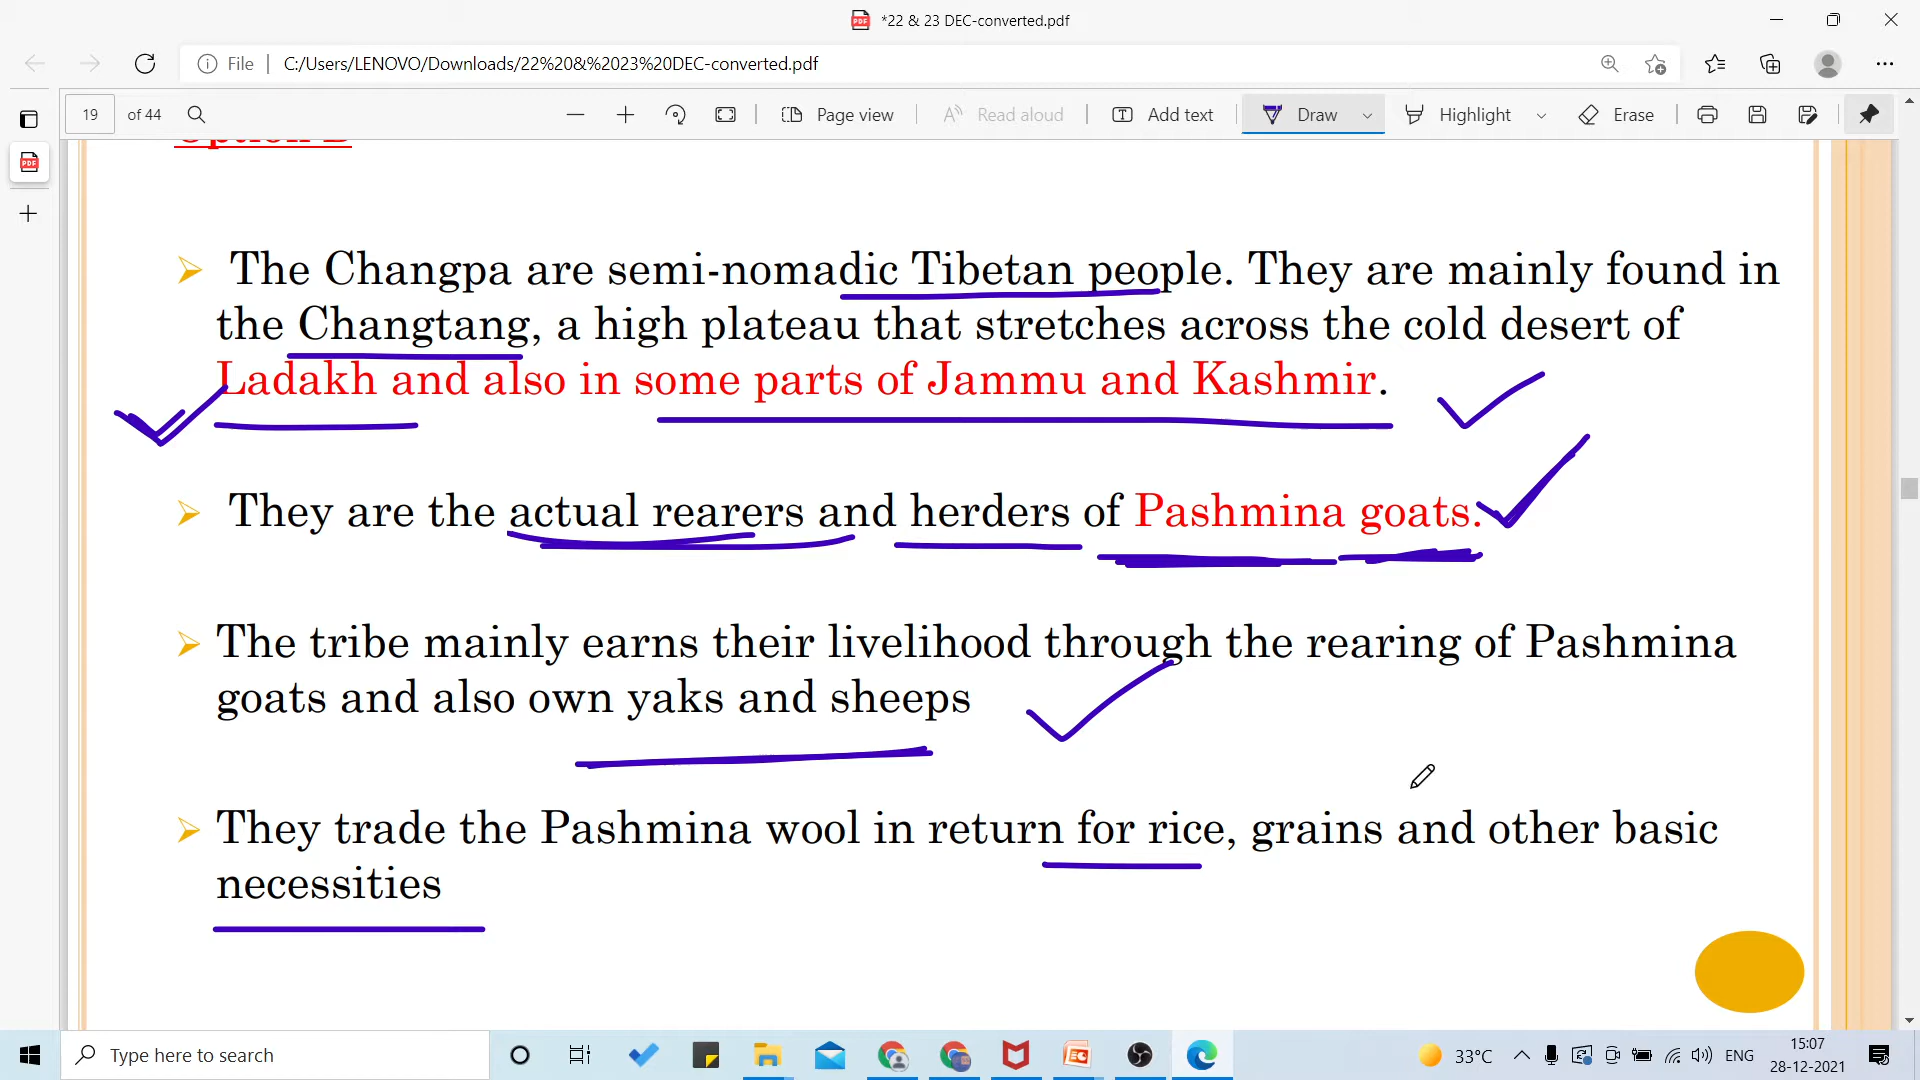 *22 & 23 DEC-converted.pdf
File | C:/Users/LENOVO/Downloads/22%20&%2023%20DEC-converted.pdf
19 of 44 Page view Read aloud Add text Draw Highlight Erase
Option B
The Changpa are semi-nomadic Tibetan people. They are mainly found in
the Changtang, a high plateau that stretches across the cold desert of
Ladakh and also in some parts of Jammu and Kashmir.
They are the actual rearers and herders of Pashmina goats.
The tribe mainly earns their livelihood through the rearing of Pashmina
goats and also own yaks and sheeps
They trade the Pashmina wool in return for rice, grains and other basic
necessities
Type here to search
33°C ENG
15:07
28-12-2021